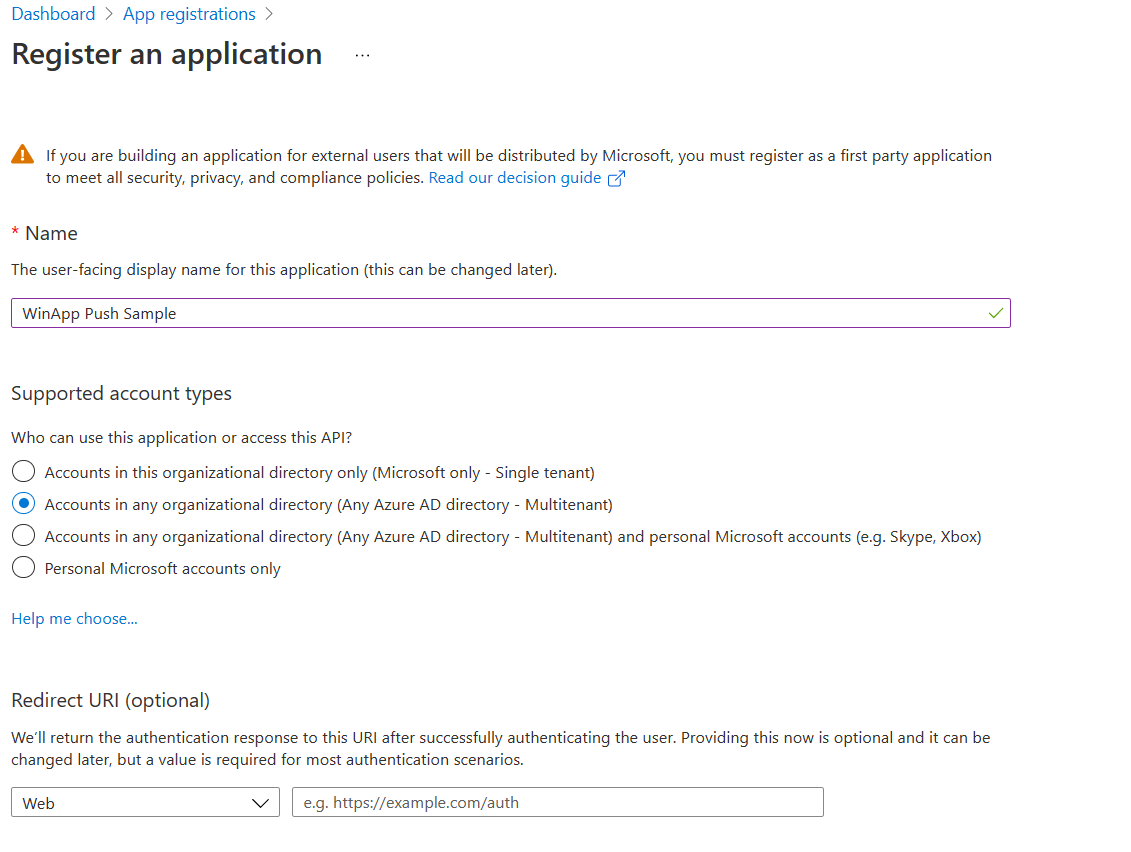 Dashboard > App registrations >
Register an application ...
If you are building an application for external users that will be distributed by Microsoft, you must register as a first party application
to meet all security, privacy, and compliance policies. Read our decision guide
* Name
The user-facing display name for this application (this can be changed later).
WinApp Push Sample
Supported account types
Who can use this application or access this API?
Accounts in this organizational directory only (Microsoft only - Single tenant)
Accounts in any organizational directory (Any Azure AD directory - Multitenant)
Accounts in any organizational directory (Any Azure AD directory - Multitenant) and personal Microsoft accounts (e.g. Skype, Xbox)
Personal Microsoft accounts only
Help me choose...
Redirect URI (optional)
We'll return the authentication response to this URI after successfully authenticating the user. Providing this now is optional and it can be
changed later, but a value is required for most authentication scenarios.
Web e.g. https://example.com/auth